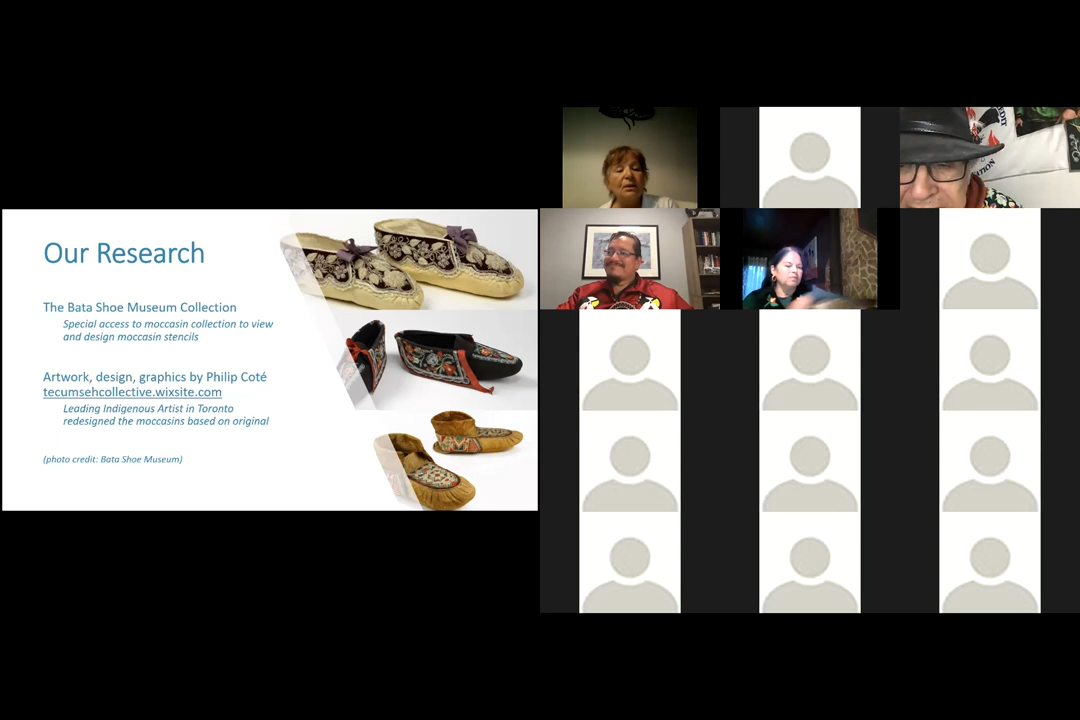 Our Research
The Bata Shoe Museum Collection
Special access to moccasin collection to view
and design moccasin stencils
Artwork, design, graphics by Philip Coté
tecumsehcollective.wixsite.com
Leading Indigenous Artist in Toronto
redesigned the moccasins based on original
(photo credit: Bata Shoe Museum)